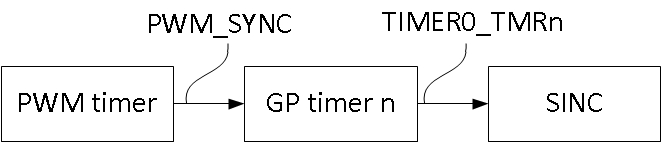 PWM_SYNC
TIMER0_TMRn
PWM timer
GP timer n
SINC